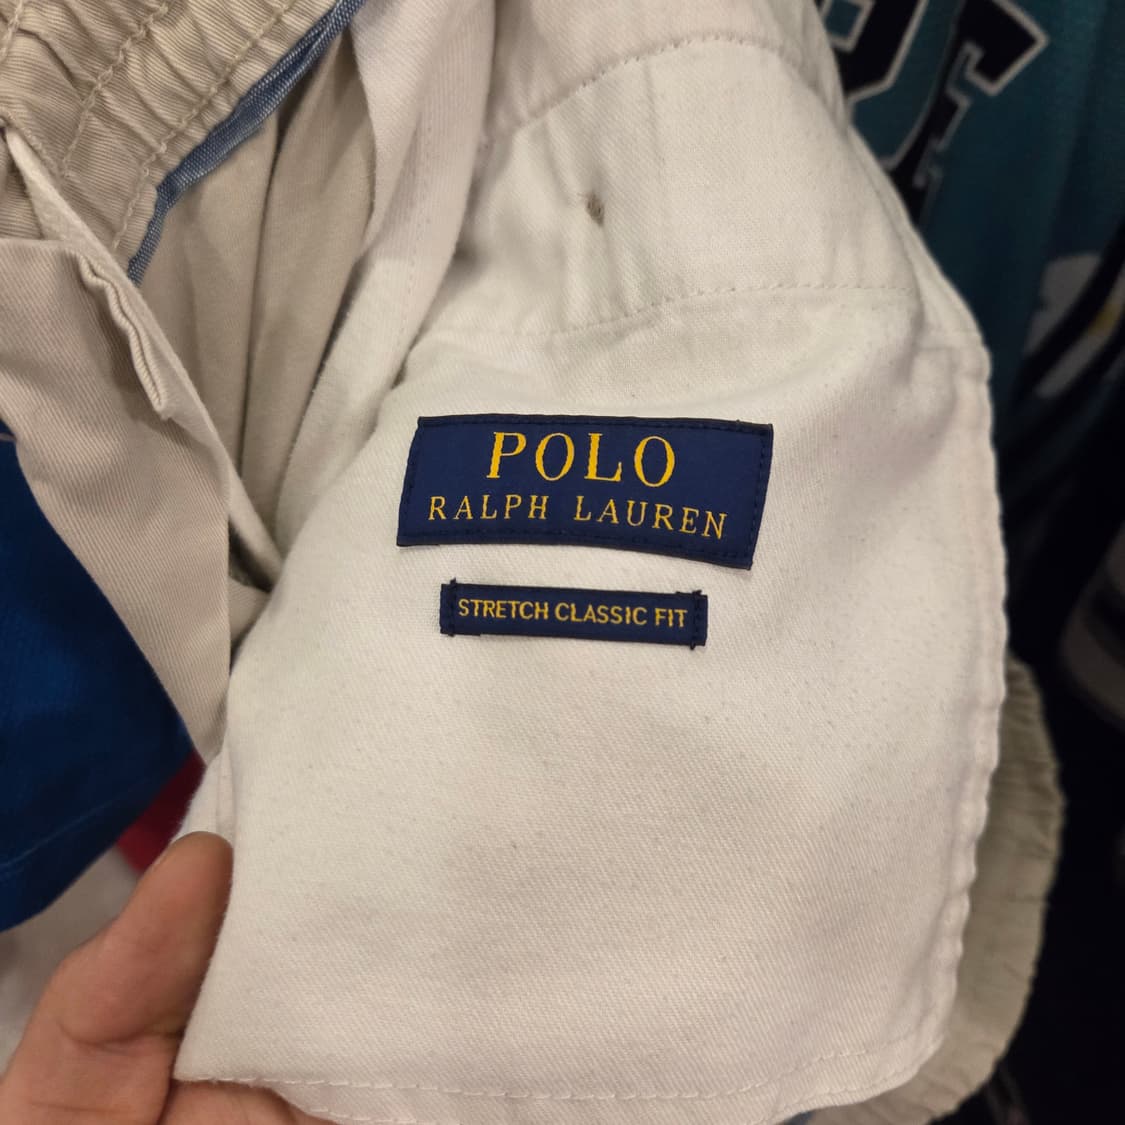 POLO
RALPH LAUREN
STRETCH CLASSIC FIT